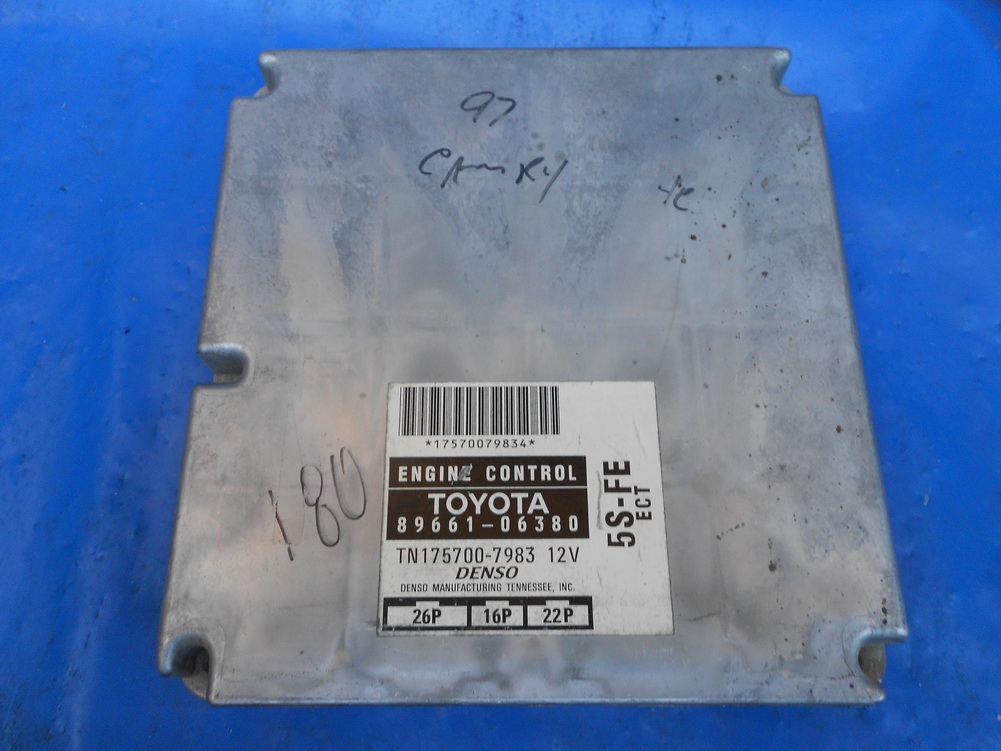 97
CAMRY
*17570079834*
ENGINE CONTROL
TOYOTA
89661-06380
TN175700-7983 12V
DENSO
DENSO MANUFACTURING TENNESSEE, INC.
26P 16P 22P
5S-FE
ECT
180